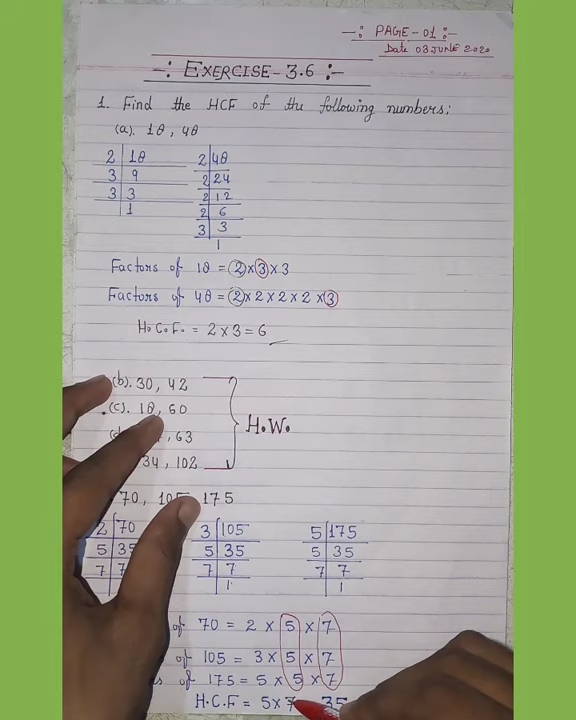 -: PAGE-01 :-
Date 03 JUNE 2020
-: EXERCISE-3.6 :-
1. Find the HCF of the following numbers:
(a). 18, 48
2 | 18
3 | 9
3 | 3
1
2 | 48
2 | 24
2 | 12
2 | 6
3 | 3
1
Factors of 18 = 2×3×3
Factors of 48 = 2×2×2×2×3
H.C.F. = 2×3=6
(b). 30, 42
(c). 18, 60
, 63
34, 102
H.W.
70, 105, 175
2 | 70
5 | 35
7 | 7
3 | 105
5 | 35
7 | 7
1
5 | 175
5 | 35
7 | 7
1
of 70 = 2 × 5 × 7
of 105 = 3 × 5 × 7
of 175 = 5 × 5 × 7
H.C.F = 5×7 35